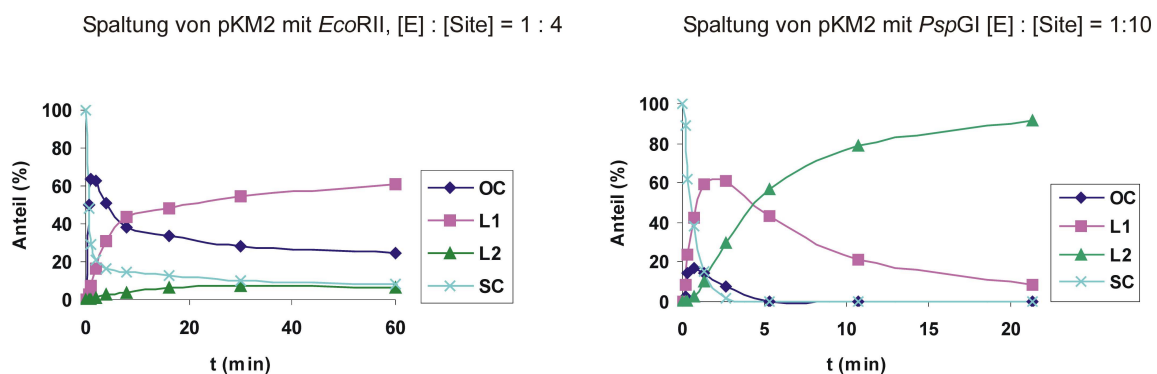 Spaltung von pKM2 mit EcoRII, [E] : [Site] = 1 : 4
Anteil (%)
100
80
60
40
20
0
0
20
40
60
t (min)
OC
L1
L2
SC
Spaltung von pKM2 mit PspGI [E] : [Site] = 1:10
Anteil (%)
100
80
60
40
20
0
0
5
10
15
20
t (min)
OC
L1
L2
SC